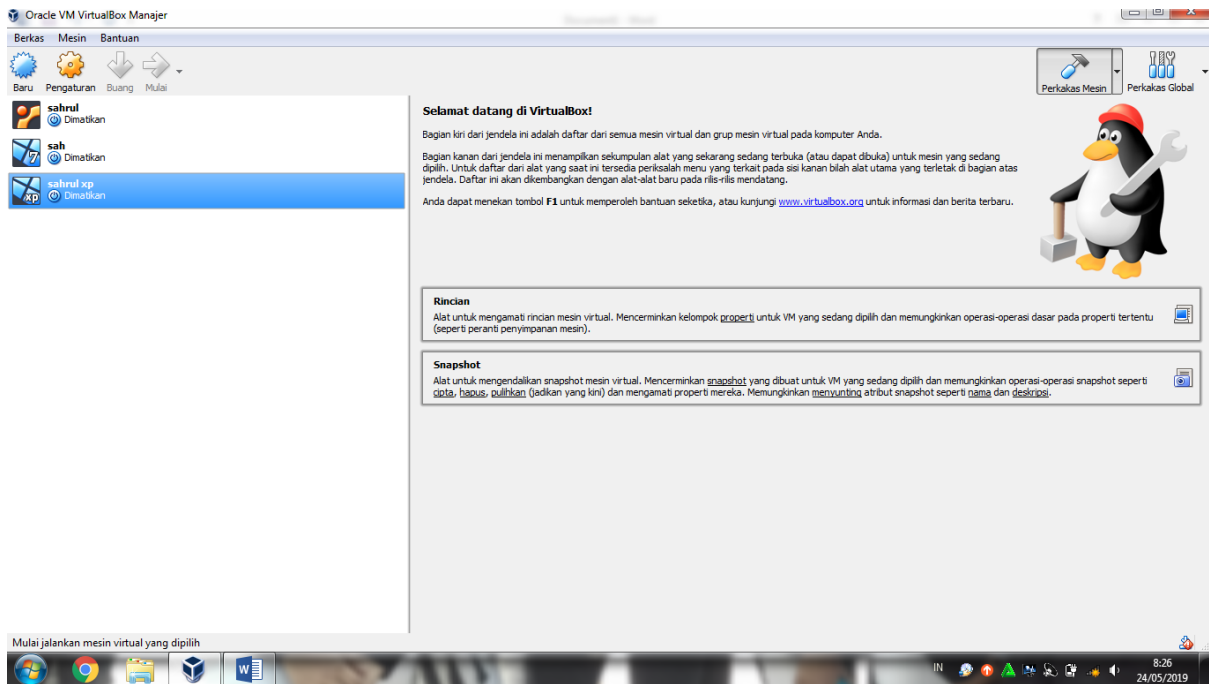 Oracle VM VirtualBox Manajer
Berkas Mesin Bantuan
Baru Pengaturan Buang Mulai
Perkakas Mesin Perkakas Global
sahrul
Dimatikan
sah
Dimatikan
sahrul xp
Dimatikan
Selamat datang di VirtualBox!
Bagian kiri dari jendela ini adalah daftar dari semua mesin virtual dan grup mesin virtual pada komputer Anda.
Bagian kanan dari jendela ini menampilkan sekumpulan alat yang sekarang sedang terbuka (atau dapat dibuka) untuk mesin yang sedang
dipilih. Untuk daftar dari alat yang saat ini tersedia periksalah menu yang terkait pada sisi kanan bilah alat utama yang terletak di bagian atas
jendela. Daftar ini akan dikembangkan dengan alat-alat baru pada rilis-rilis mendatang.
Anda dapat menekan tombol F1 untuk memperoleh bantuan seketika, atau kunjungi www.virtualbox.org untuk informasi dan berita terbaru.
Rincian
Alat untuk mengamati rincian mesin virtual. Mencerminkan kelompok properti untuk VM yang sedang dipilih dan memungkinkan operasi-operasi dasar pada properti tertentu
(seperti peranti penyimpanan mesin).
Snapshot
Alat untuk mengendalikan snapshot mesin virtual. Mencerminkan snapshot yang dibuat untuk VM yang sedang dipilih dan memungkinkan operasi-operasi snapshot seperti
cipta, hapus, pulihkan (jadikan yang kini) dan mengamati properti mereka. Memungkinkan menyunting atribut snapshot seperti nama dan deskripsi.
Mulai jalankan mesin virtual yang dipilih
IN
8:26
24/05/2019